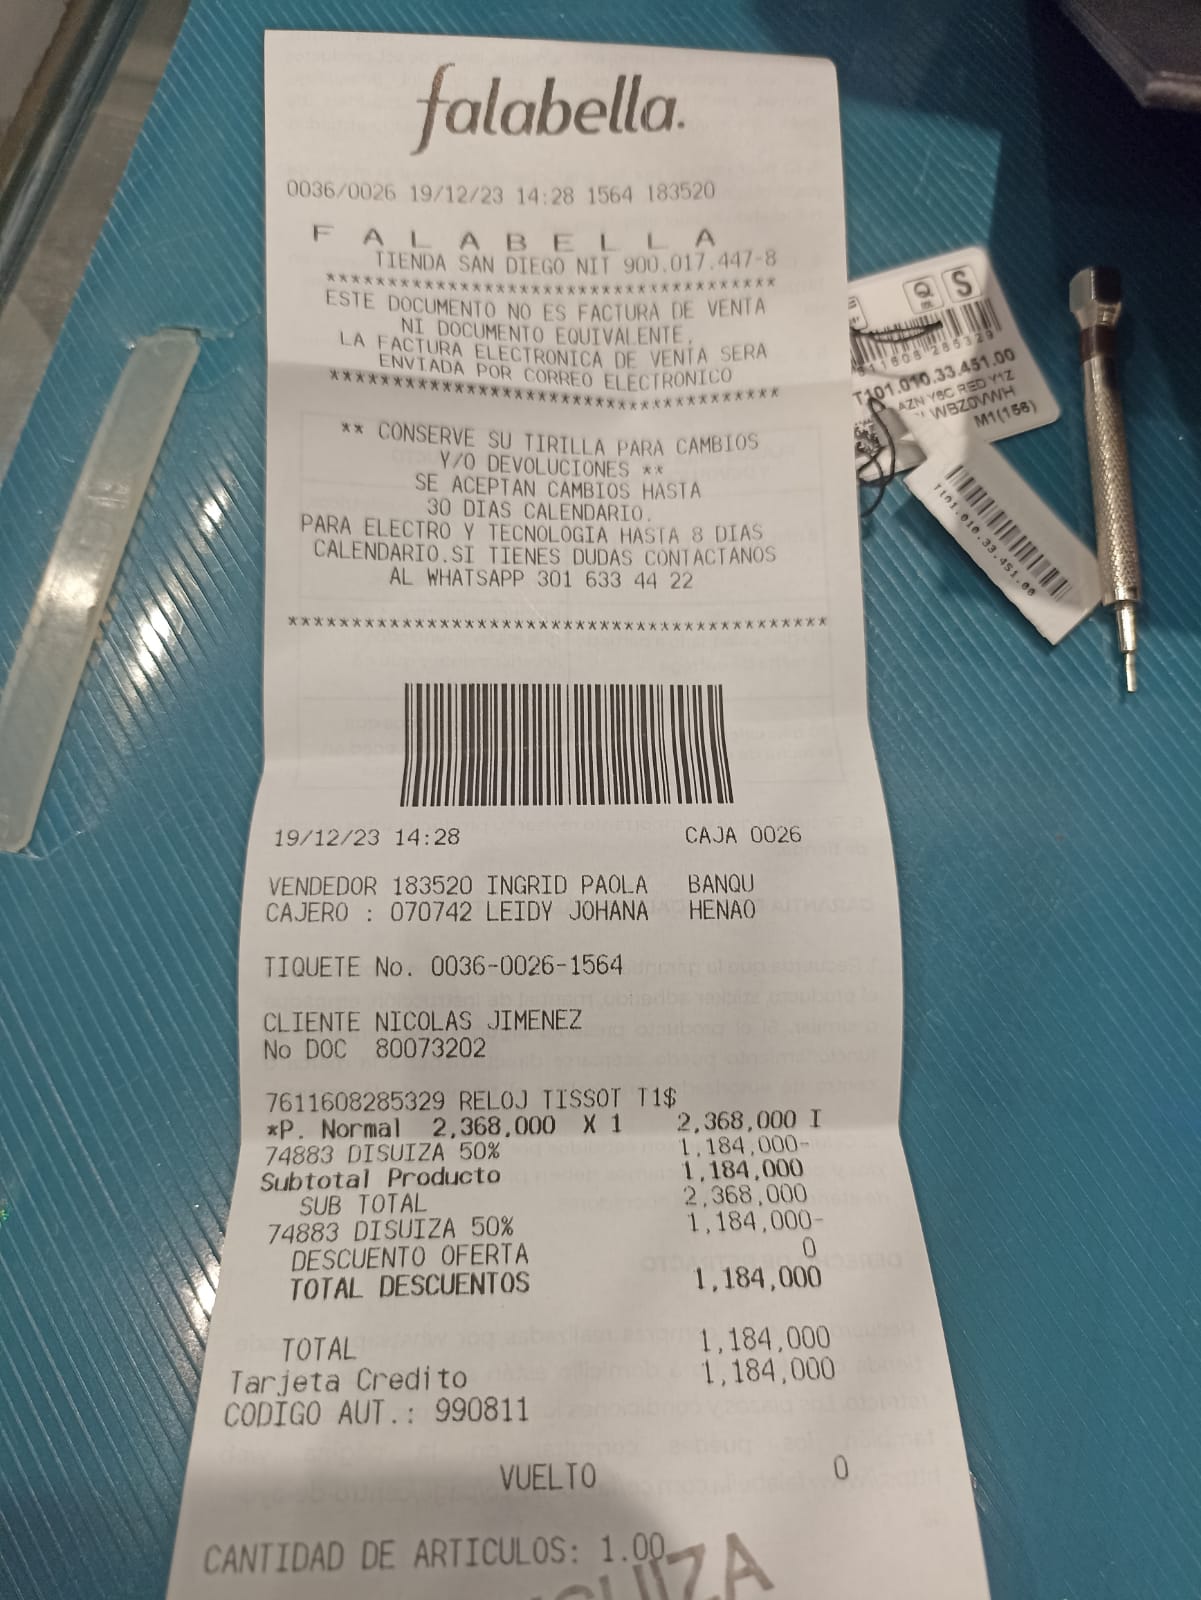 falabella.
0036/0026 19/12/23 14:28 1564 183520
F A L A B E L L A
TIENDA SAN DIEGO NIT 900.017.447-8
******************************************
ESTE DOCUMENTO NO ES FACTURA DE VENTA
NI DOCUMENTO EQUIVALENTE,
LA FACTURA ELECTRONICA DE VENTA SERA
ENVIADA POR CORREO ELECTRONICO
******************************************
** CONSERVE SU TIRILLA PARA CAMBIOS
Y/O DEVOLUCIONES **
SE ACEPTAN CAMBIOS HASTA
30 DIAS CALENDARIO.
PARA ELECTRO Y TECNOLOGIA HASTA 8 DIAS
CALENDARIO.SI TIENES DUDAS CONTACTANOS
AL WHATSAPP 301 633 44 22
******************************************
19/12/23 14:28 CAJA 0026
VENDEDOR 183520 INGRID PAOLA BANQU
CAJERO : 070742 LEIDY JOHANA HENAO
TIQUETE No. 0036-0026-1564
CLIENTE NICOLAS JIMENEZ
No DOC 80073202
7611608285329 RELOJ TISSOT T1$
*P. Normal 2,368,000 X 1 2,368,000 I
74883 DISUIZA 50% 1,184,000-
Subtotal Producto 1,184,000
SUB TOTAL 2,368,000
74883 DISUIZA 50% 1,184,000-
DESCUENTO OFERTA 0
TOTAL DESCUENTOS 1,184,000
TOTAL 1,184,000
Tarjeta Credito 1,184,000
CODIGO AUT.: 990811
VUELTO 0
CANTIDAD DE ARTICULOS: 1.00
S
T101.010.33.451.00
AZN Y6C RED Y1Z
WBZDVWH
M1(156)
T101.010.33.451.00